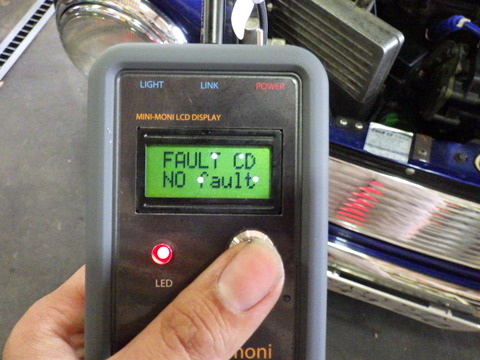 LIGHT LINK POWER
MINI-MONI LCD DISPLAY
FAULT CD
NO fault
LED
moni